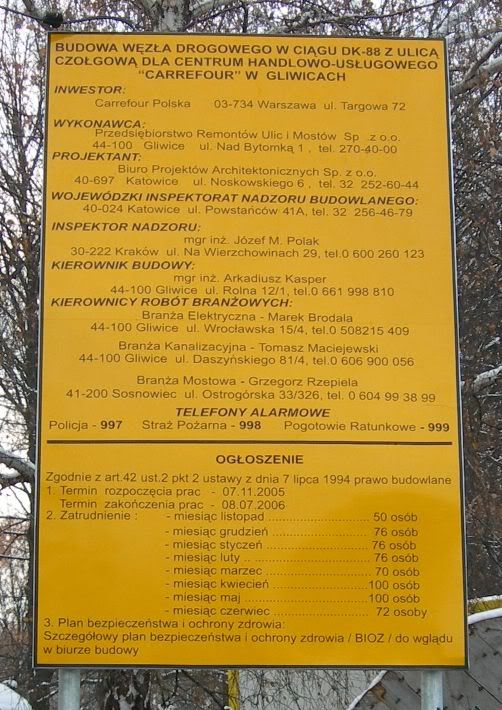 BUDOWA WĘZŁA DROGOWEGO W CIĄGU DK-88 Z ULICĄ
CZOŁGOWĄ DLA CENTRUM HANDLOWO-USŁUGOWEGO
"CARREFOUR" W GLIWICACH
INWESTOR:
Carrefour Polska 03-734 Warszawa ul. Targowa 72
WYKONAWCA:
Przedsiębiorstwo Remontów Ulic i Mostów Sp .z o.o.
44-100 Gliwice ul. Nad Bytomką 1 , tel. 270-40-00
PROJEKTANT:
Biuro Projektów Architektonicznych Sp. z o.o.
40-697 Katowice ul. Noskowskiego 6 , tel. 32 252-60-44
WOJEWÓDZKI INSPEKTORAT NADZORU BUDOWLANEGO:
40-024 Katowice ul. Powstańców 41A, tel. 32 256-46-79
INSPEKTOR NADZORU:
mgr inż. Józef M. Polak
30-222 Kraków ul. Na Wierzchowinach 29, tel.0 600 260 123
KIEROWNIK BUDOWY:
mgr inż. Arkadiusz Kasper
44-100 Gliwice ul. Rolna 12/1, tel.0 661 998 810
KIEROWNICY ROBÓT BRANŻOWYCH:
Branża Elektryczna - Marek Brodala
44-100 Gliwice ul. Wrocławska 15/4, tel.0 508215 409
Branża Kanalizacyjna - Tomasz Maciejewski
44-100 Gliwice ul. Daszyńskiego 81/4, tel.0 606 900 056
Branża Mostowa - Grzegorz Rzepiela
41-200 Sosnowiec ul. Ostrogórska 33/326, tel. 0 604 99 38 99
TELEFONY ALARMOWE
Policja - 997 Straż Pożarna - 998 Pogotowie Ratunkowe - 999
OGŁOSZENIE
Zgodnie z art.42 ust.2 pkt 2 ustawy z dnia 7 lipca 1994 prawo budowlane
1. Termin rozpoczęcia prac - 07.11.2005
Termin zakończenia prac - 08.07.2006
2. Zatrudnienie : - miesiąc listopad ............................ 50 osób
- miesiąc grudzień .......................... 76 osób
- miesiąc styczeń ............................ 76 osób
- miesiąc luty .. ................................ 76 osób
- miesiąc marzec ............................ 70 osób
- miesiąc kwiecień ...........................100 osób
- miesiąc maj ..................................100 osób
- miesiąc czerwiec .......................... 72 osoby
3. Plan bezpieczeństwa i ochrony zdrowia:
Szczegółowy plan bezpieczeństwa i ochrony zdrowia / BIOZ / do wglądu
w biurze budowy